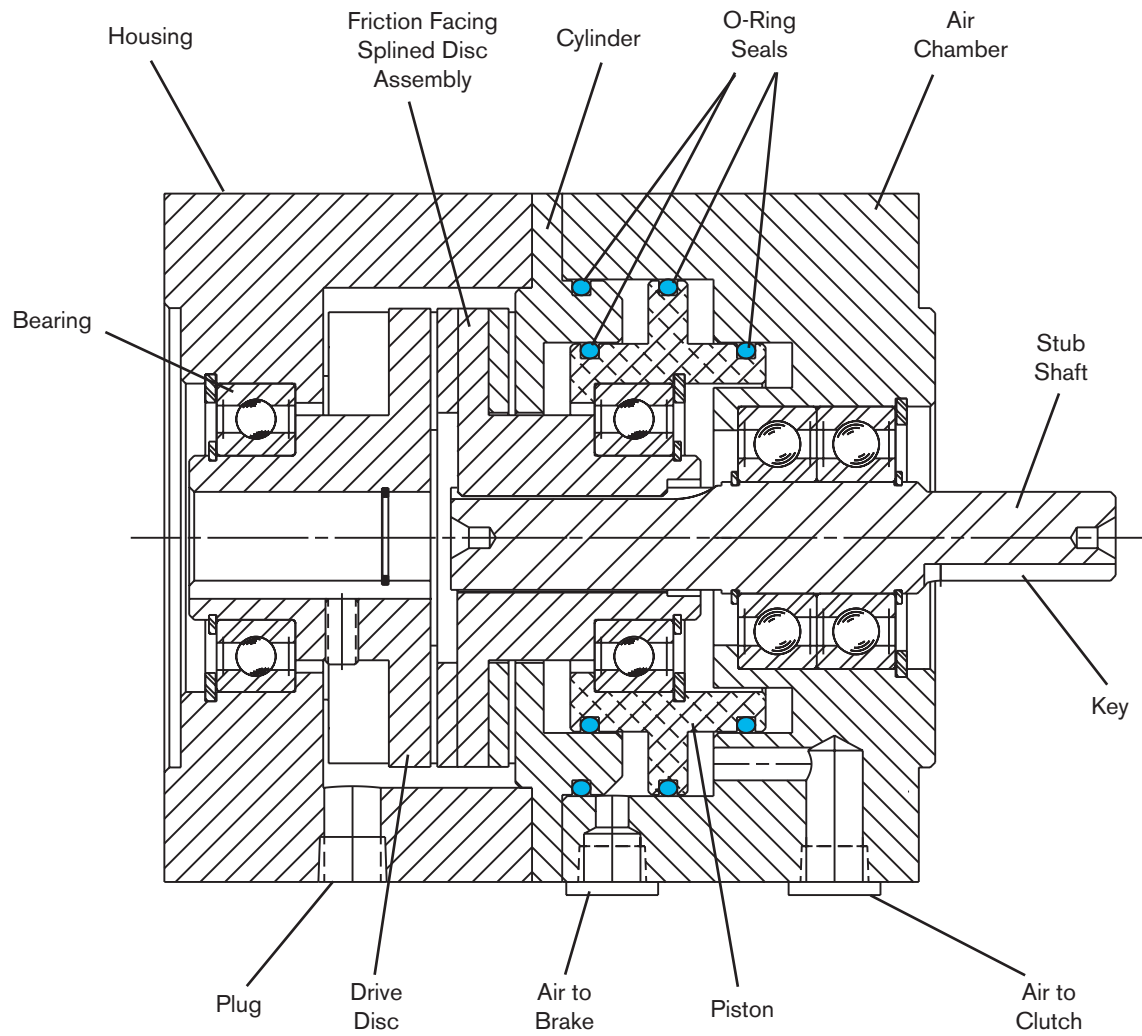 Housing
Friction Facing
Splined Disc
Assembly
Cylinder
O-Ring
Seals
Air
Chamber
Bearing
Stub
Shaft
Key
Plug
Drive
Disc
Air to
Brake
Piston
Air to
Clutch